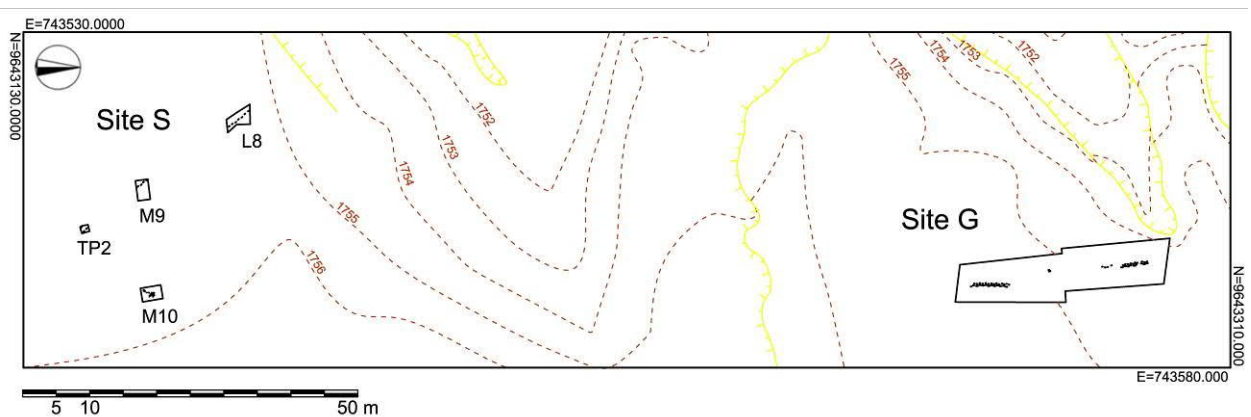 E=743530.0000
N=9643130.0000
Site S
L8
M9
TP2
M10
1752
1753
1754
1755
1756
1755
1754
1753
1752
Site G
N=9643310.000
E=743580.000
5 10 50 m